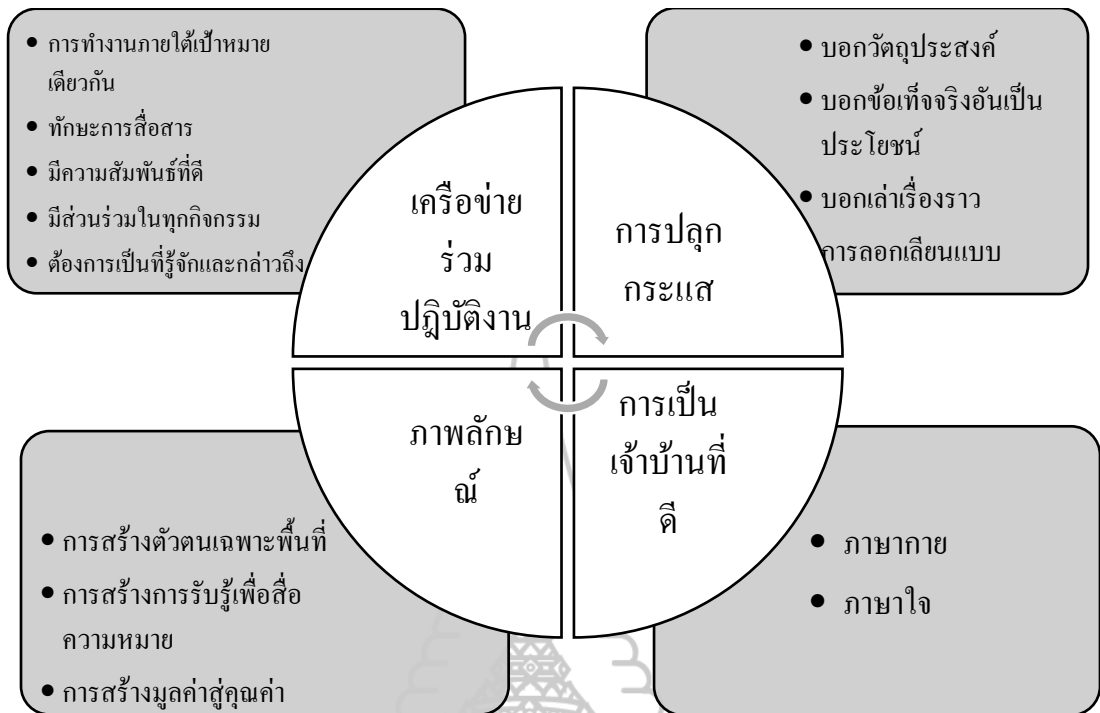 • การทำงานภายใต้เป้าหมาย
เดียวกัน
• ทักษะการสื่อสาร
• มีความสัมพันธ์ที่ดี
• มีส่วนร่วมในทุกกิจกรรม
• ต้องการเป็นที่รู้จักและกล่าวถึง
• บอกวัตถุประสงค์
• บอกข้อเท็จจริงอันเป็น
ประโยชน์
• บอกเล่าเรื่องราว
• การลอกเลียนแบบ
เครือข่าย
ร่วม
ปฎิบัติงาน
การปลุก
กระแส
ภาพลักษ
ณ์
การเป็น
เจ้าบ้านที่
ดี
• การสร้างตัวตนเฉพาะพื้นที่
• การสร้างการรับรู้เพื่อสื่อ
ความหมาย
• การสร้างมูลค่าสู่คุณค่า
• ภาษากาย
• ภาษาใจ